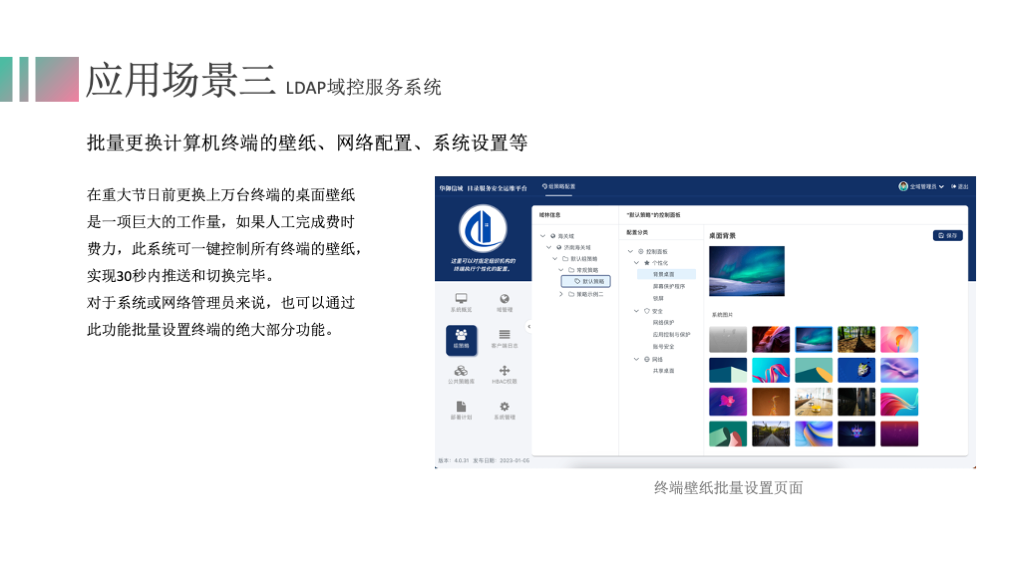 应用场景三 LDAP域控服务系统
批量更换计算机终端的壁纸、网络配置、系统设置等
在重大节日前更换上万台终端的桌面壁纸
是一项巨大的工作量，如果人工完成费时
费力，此系统可一键控制所有终端的壁纸，
实现30秒内推送和切换完毕。
对于系统或网络管理员来说，也可以通过
此功能批量设置终端的绝大部分功能。
华御信域 目录服务安全运维平台
组策略配置
全域管理员
退出
这里可以对指定组织机构的
终端执行个性化的配置。
系统概览
域管理
组策略
客户端日志
公共策略库
HBAC权限
部署计划
系统管理
版本: 4.0.31 发布日期: 2023-01-05
域林信息
海关域
济南海关域
默认组策略
常规策略
默认策略
策略示例二
"默认策略"的控制面板
配置分类
控制面板
个性化
背景桌面
屏幕保护程序
锁屏
安全
网络保护
应用控制与保护
账号安全
网络
共享桌面
桌面背景
保存
系统图片
终端壁纸批量设置页面